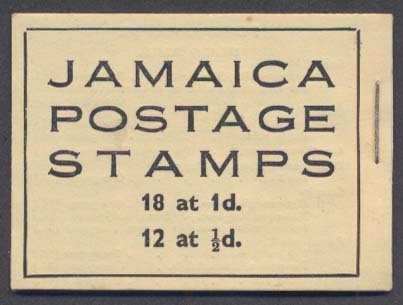 JAMAICA
POSTAGE
STAMPS
18 at 1d.
12 at ½d.